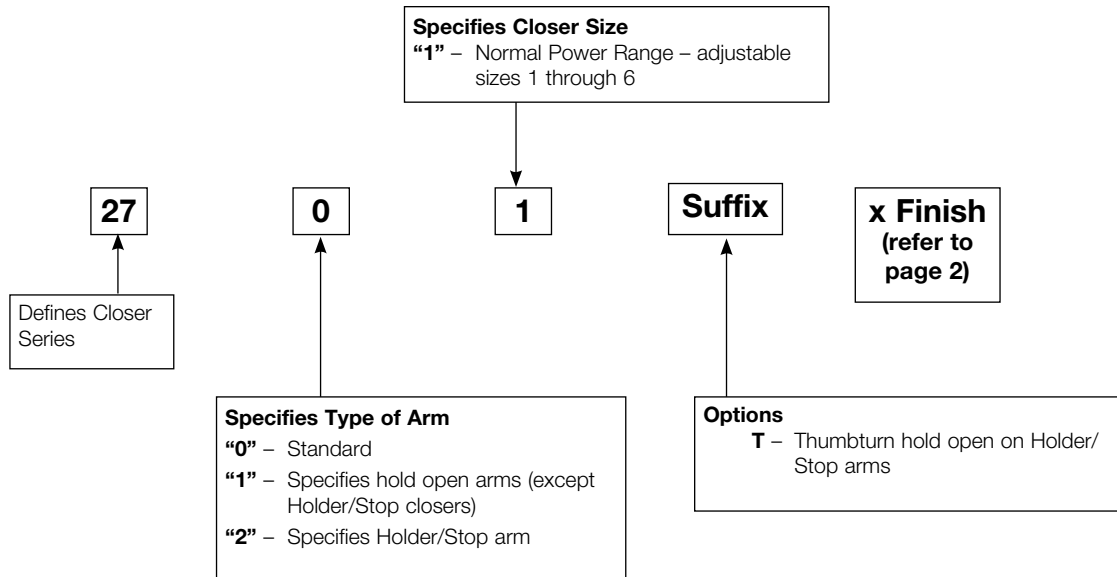 Specifies Closer Size
“1” – Normal Power Range – adjustable
sizes 1 through 6
27
0
1
Suffix
x Finish
(refer to
page 2)
Defines Closer
Series
Specifies Type of Arm
“0” – Standard
“1” – Specifies hold open arms (except
Holder/Stop closers)
“2” – Specifies Holder/Stop arm
Options
T – Thumbturn hold open on Holder/
Stop arms